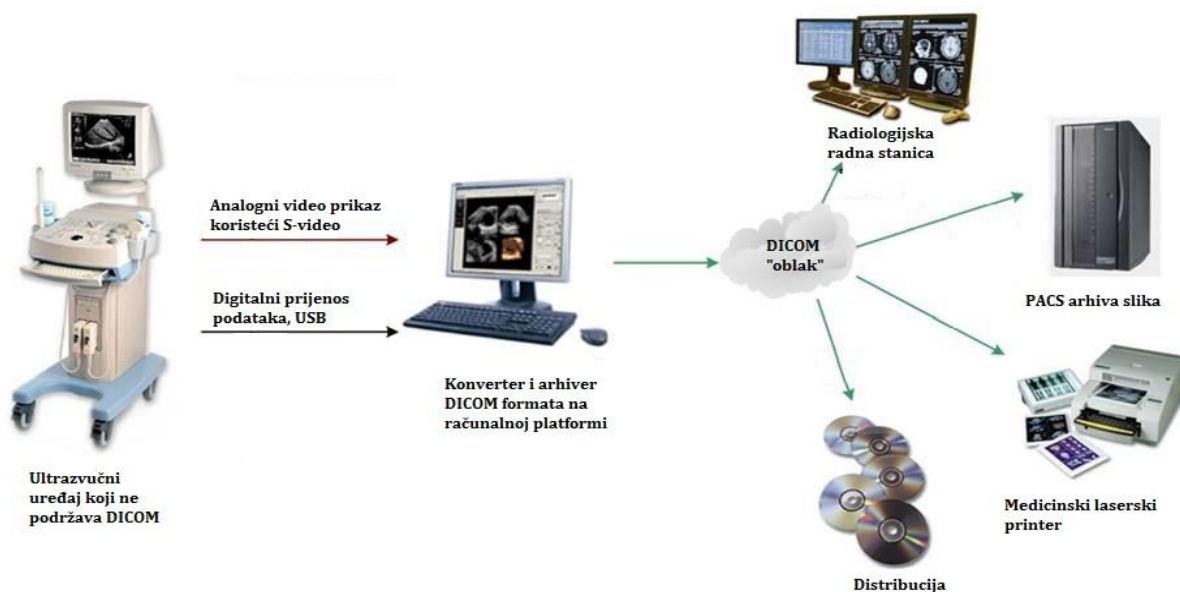 Analogni video prikaz
koristeći S-video
Digitalni prijenos
podataka, USB
Ultrazvučni
uređaj koji ne
podržava DICOM
Konverter i arhiver
DICOM formata na
računalnoj platformi
DICOM
"oblak"
Radiologijska
radna stanica
PACS arhiva slika
Medicinski laserski
printer
Distribucija